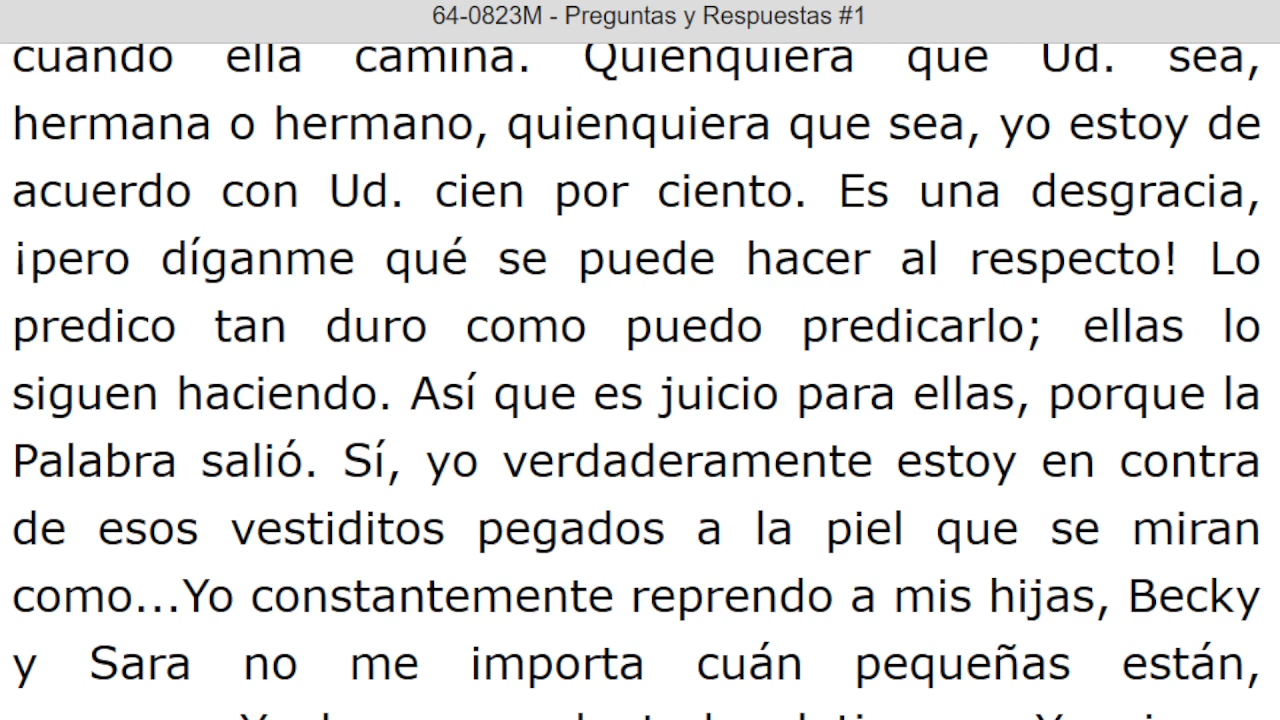 64-0823M - Preguntas y Respuestas #1
cuando ella camina. Quienquiera que Ud. sea,
hermana o hermano, quienquiera que sea, yo estoy de
acuerdo con Ud. cien por ciento. Es una desgracia,
¡pero díganme qué se puede hacer al respecto! Lo
predico tan duro como puedo predicarlo; ellas lo
siguen haciendo. Así que es juicio para ellas, porque la
Palabra salió. Sí, yo verdaderamente estoy en contra
de esos vestiditos pegados a la piel que se miran
como...Yo constantemente reprendo a mis hijas, Becky
y Sara no me importa cuán pequeñas están,